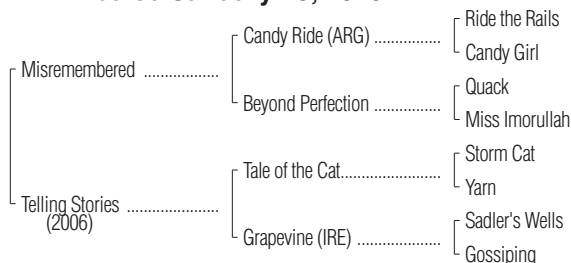 Ride the Rails
Candy Ride (ARG) ................
Candy Girl
Misremembered ..................
Quack
Beyond Perfection ................
Miss Imorullah
Storm Cat
Tale of the Cat.......................
Yarn
Telling Stories ......................
(2006)
Sadler's Wells
Grapevine (IRE) ....................
Gossiping